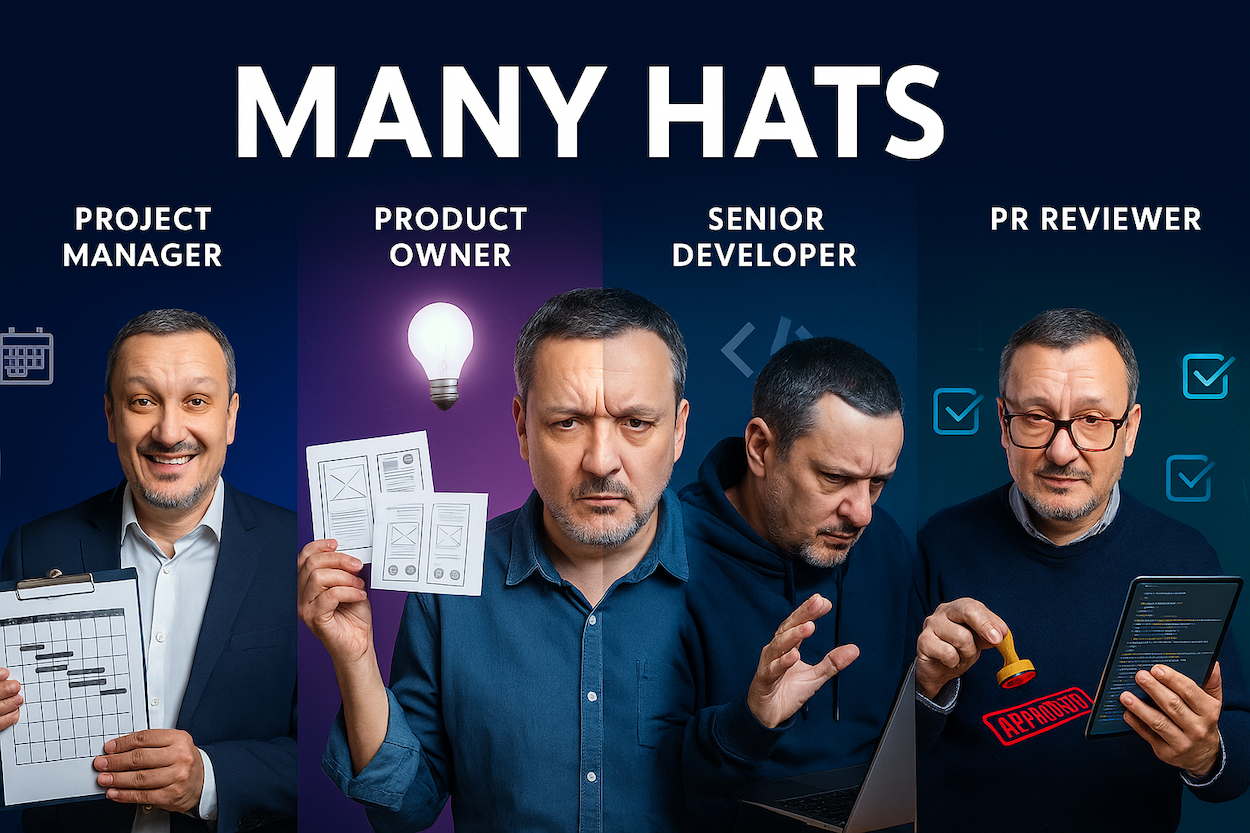 MANY HATS
PROJECT
MANAGER
PRODUCT
OWNER
SENIOR
DEVELOPER
PR REVIEWER